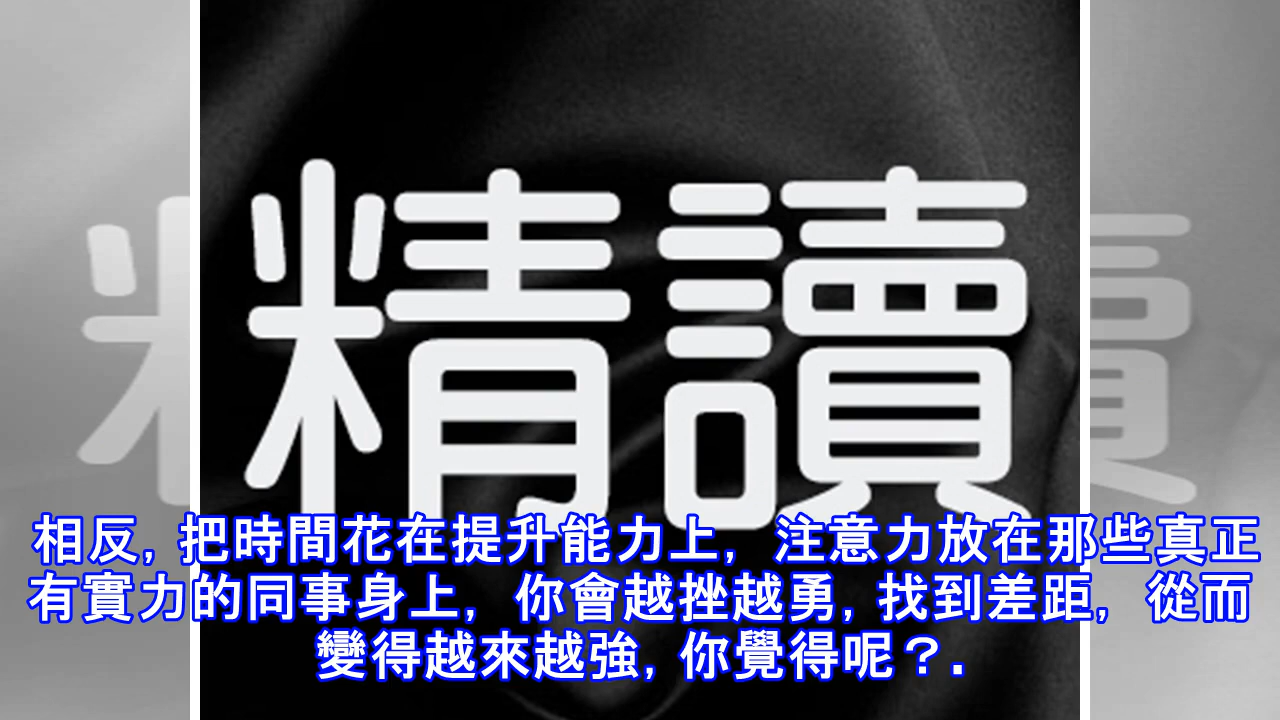 精讀
相反,把時間花在提升能力上, 注意力放在那些真正
有實力的同事身上, 你會越挫越勇,找到差距, 從而
變得越來越強,你覺得呢？.